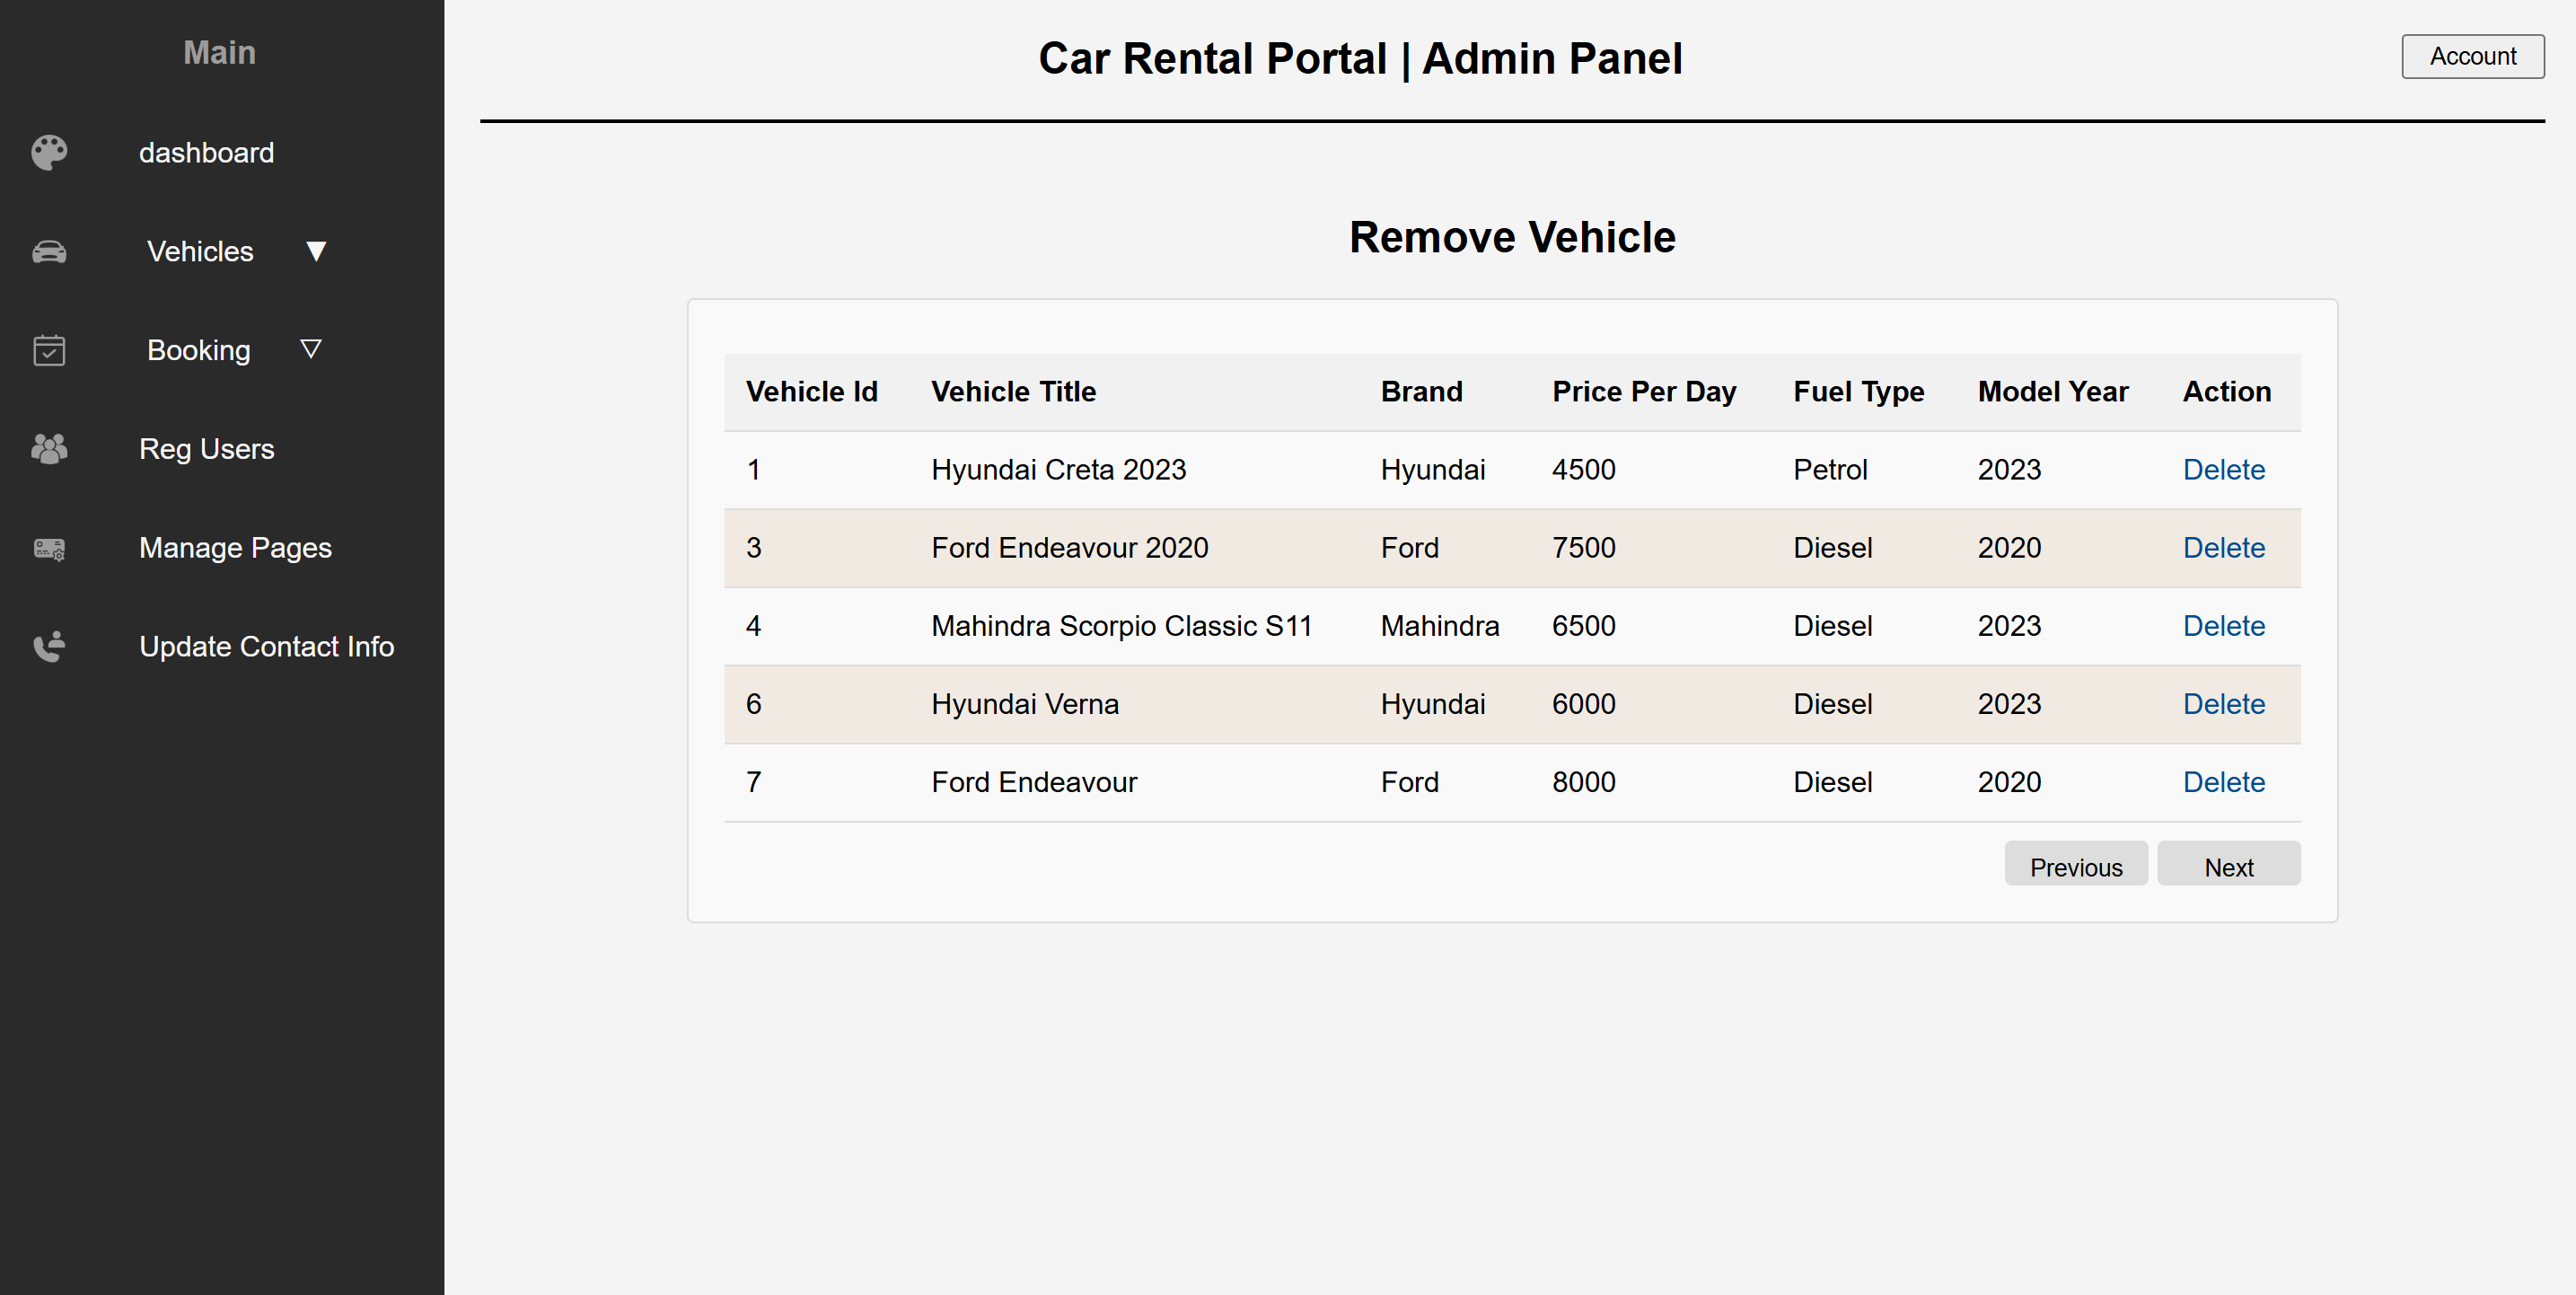 Main
dashboard
Vehicles ▼
Booking ▽
Reg Users
Manage Pages
Update Contact Info
Car Rental Portal | Admin Panel
Account
Remove Vehicle
Vehicle Id Vehicle Title Brand Price Per Day Fuel Type Model Year Action
1 Hyundai Creta 2023 Hyundai 4500 Petrol 2023 Delete
3 Ford Endeavour 2020 Ford 7500 Diesel 2020 Delete
4 Mahindra Scorpio Classic S11 Mahindra 6500 Diesel 2023 Delete
6 Hyundai Verna Hyundai 6000 Diesel 2023 Delete
7 Ford Endeavour Ford 8000 Diesel 2020 Delete
Previous Next